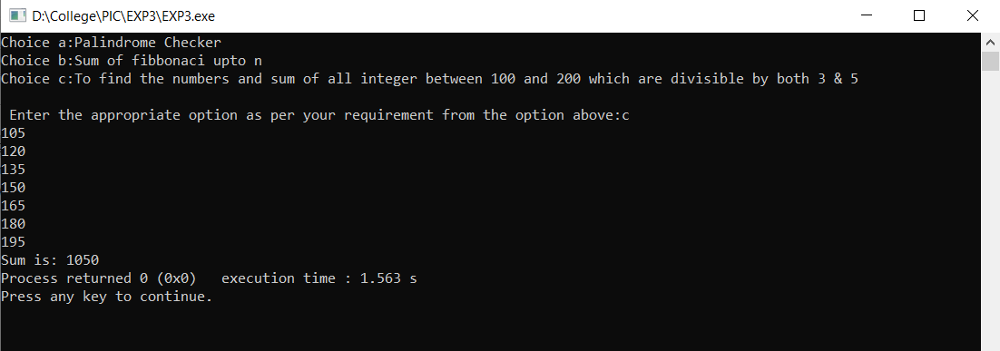 D:\College\PIC\EXP3\EXP3.exe
Choice a:Palindrome Checker
Choice b:Sum of fibbonaci upto n
Choice c:To find the numbers and sum of all integer between 100 and 200 which are divisible by both 3 & 5
Enter the appropriate option as per your requirement from the option above:c
105
120
135
150
165
180
195
Sum is: 1050
Process returned 0 (0x0)   execution time : 1.563 s
Press any key to continue.